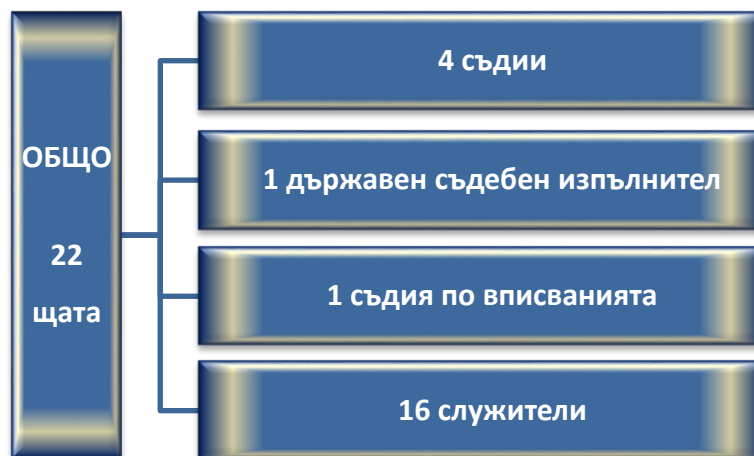 ОБЩО
22
щата
4 съдии
1 държавен съдебен изпълнител
1 съдия по вписванията
16 служители